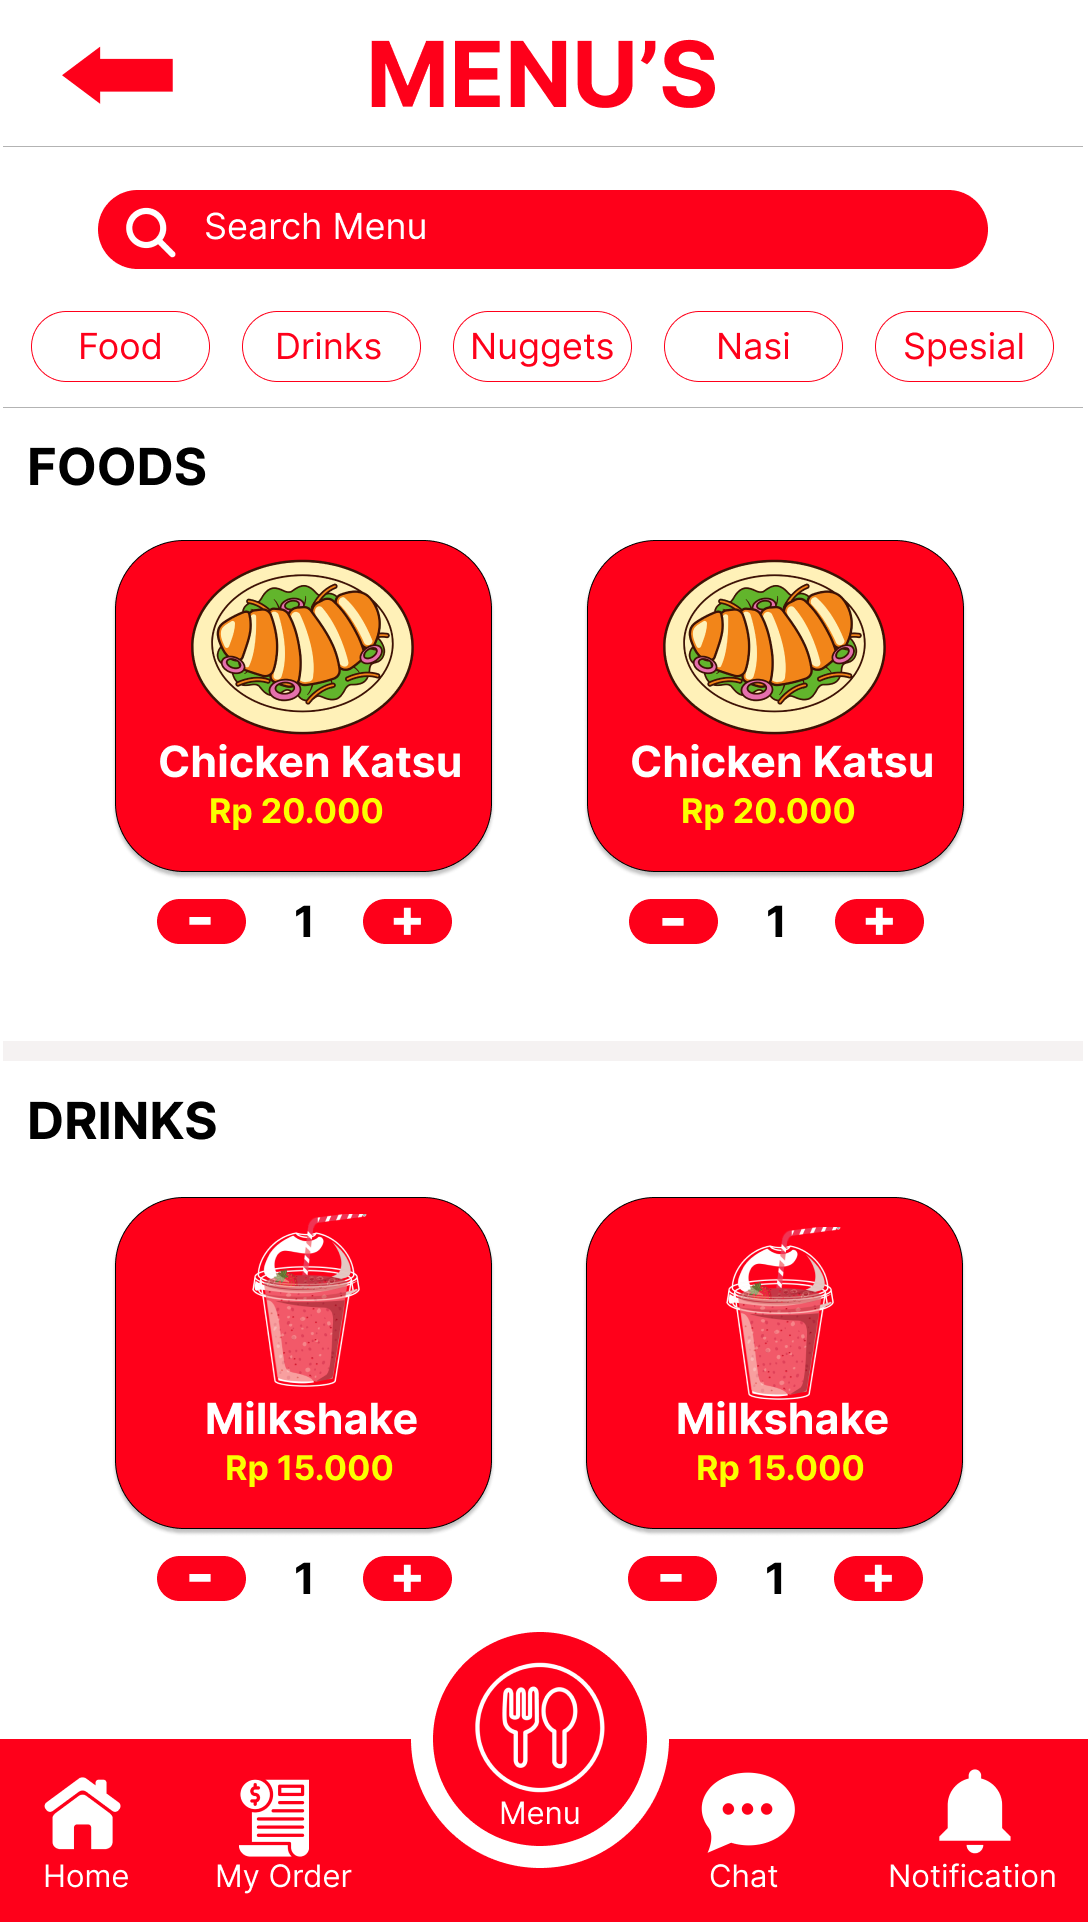 MENU’S
Search Menu
Food Drinks Nuggets Nasi Spesial
FOODS
Chicken Katsu Chicken Katsu
Rp 20.000 Rp 20.000
- 1 + - 1 +
DRINKS
Milkshake Milkshake
Rp 15.000 Rp 15.000
- 1 + - 1 +
$
Menu
Home My Order Chat Notification